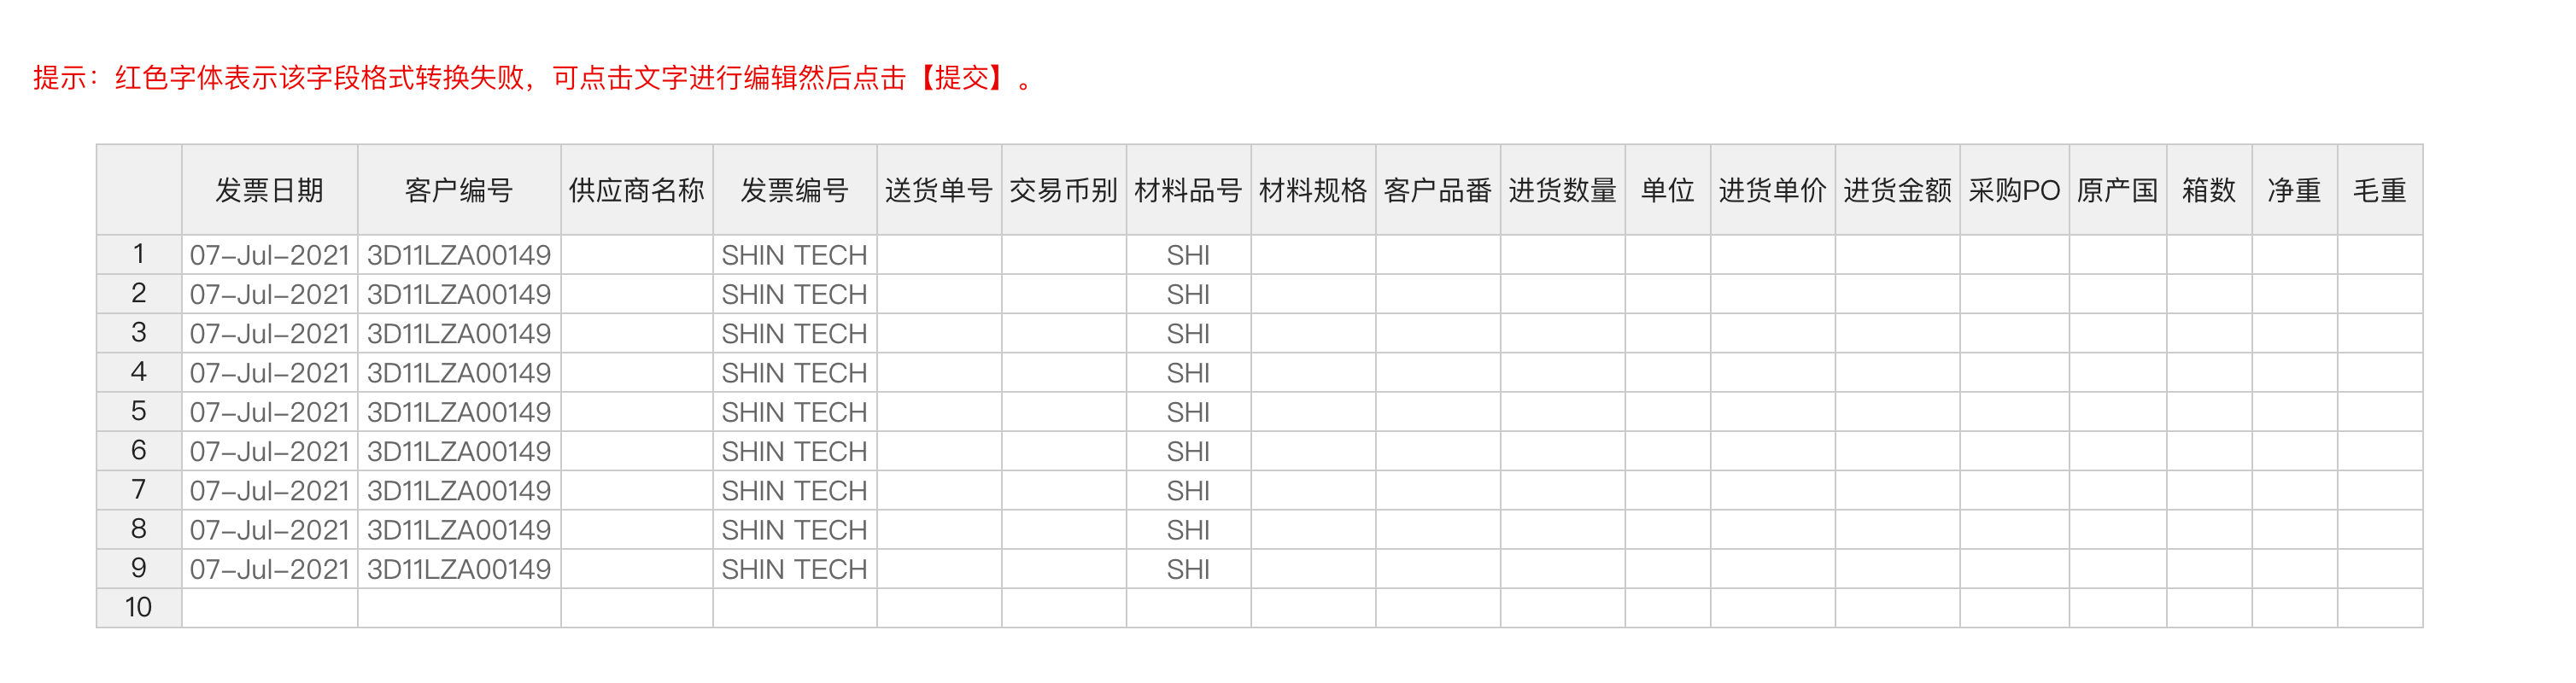 提示：红色字体表示该字段格式转换失败，可点击文字进行编辑然后点击【提交】。
发票日期 客户编号 供应商名称 发票编号 送货单号 交易币别 材料品号 材料规格 客户品番 进货数量 单位 进货单价 进货金额 采购PO 原产国 箱数 净重 毛重
1 07-Jul-2021 3D11LZA00149 SHIN TECH SHI
2 07-Jul-2021 3D11LZA00149 SHIN TECH SHI
3 07-Jul-2021 3D11LZA00149 SHIN TECH SHI
4 07-Jul-2021 3D11LZA00149 SHIN TECH SHI
5 07-Jul-2021 3D11LZA00149 SHIN TECH SHI
6 07-Jul-2021 3D11LZA00149 SHIN TECH SHI
7 07-Jul-2021 3D11LZA00149 SHIN TECH SHI
8 07-Jul-2021 3D11LZA00149 SHIN TECH SHI
9 07-Jul-2021 3D11LZA00149 SHIN TECH SHI
10